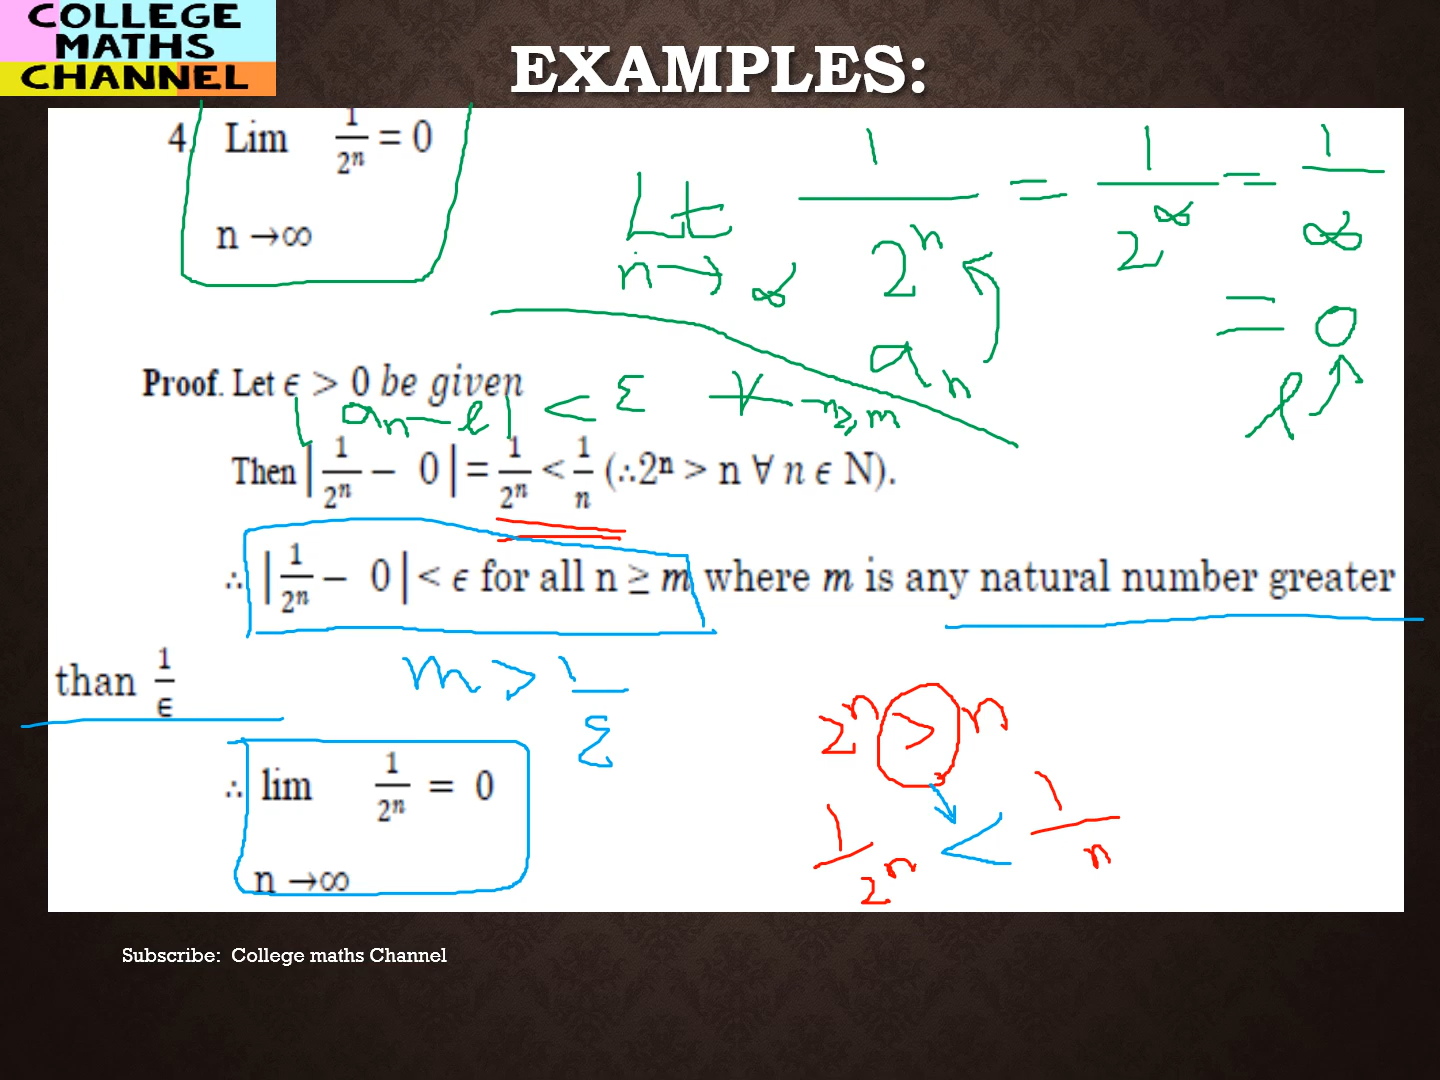 COLLEGE
MATHS
CHANNEL
EXAMPLES:
4. Lim 1/2ⁿ = 0
n →∞
Lt 1/2ⁿ = 1/2^∞ = 1/∞
n → ∞
= 0
aₙ
l
Proof. Let ϵ > 0 be given
| aₙ − l | < ε ∀ n ≥ m
Then | 1/2ⁿ − 0 | = 1/2ⁿ < 1/n (∴2ⁿ > n ∀ n ϵ N).
∴ | 1/2ⁿ − 0 | < ϵ for all n ≥ m where m is any natural number greater
than 1/ϵ
m > 1/ε
2ⁿ > n
1/2ⁿ < 1/n
∴ lim 1/2ⁿ = 0
n →∞
Subscribe: College maths Channel